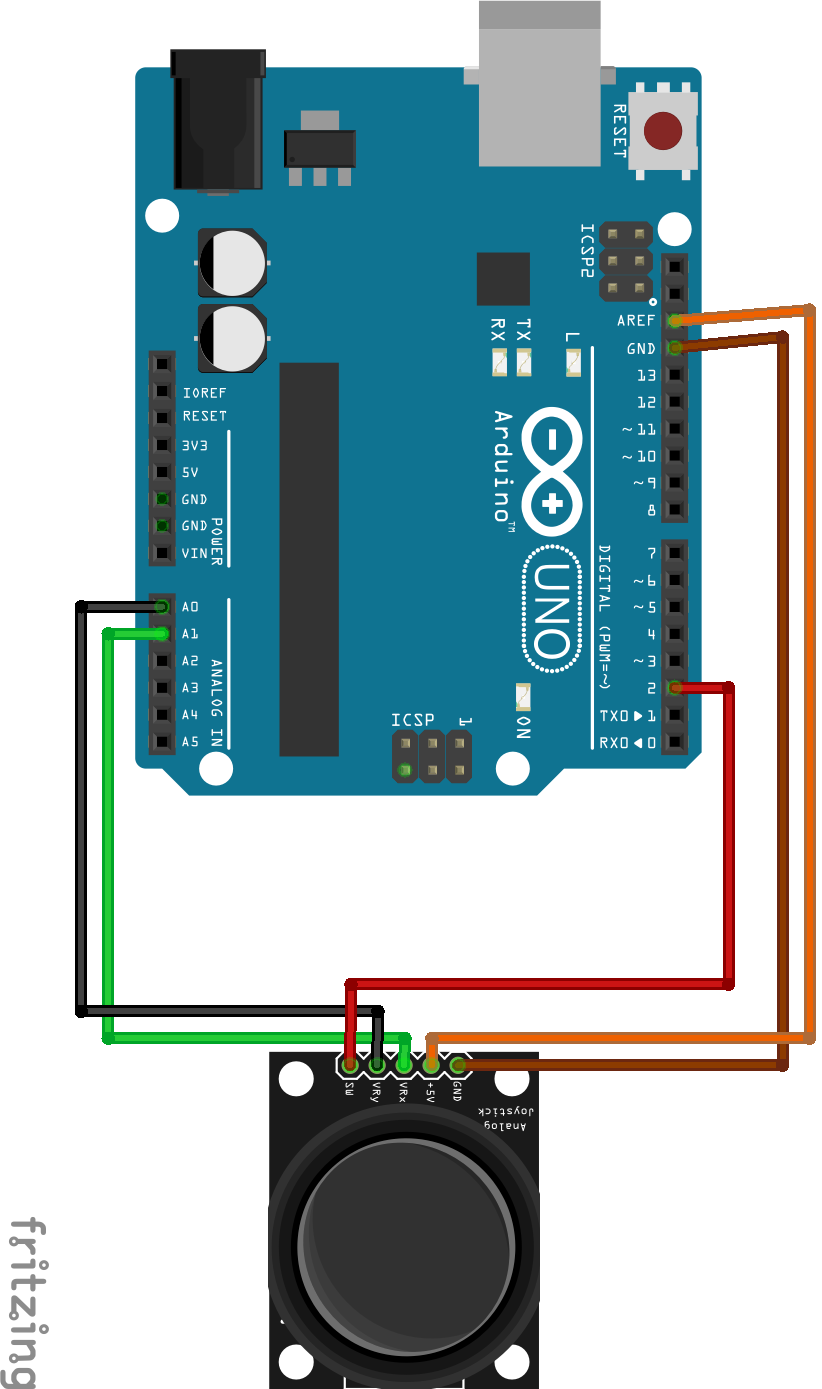 RESET
ICSP2
AREF
GND
13
12
~11
~10
~9
8
7
~6
~5
4
~3
2
TX0▶1
RX0◀0
DIGITAL (PWM=~)
RX
TX
L
Arduino™
UNO
ON
ICSP
1
IOREF
RESET
3V3
5V
GND
GND
VIN
POWER
A0
A1
A2
A3
A4
A5
ANALOG IN
SW
VRy
VRx
+5V
GND
Analog
Joystick
fritzing